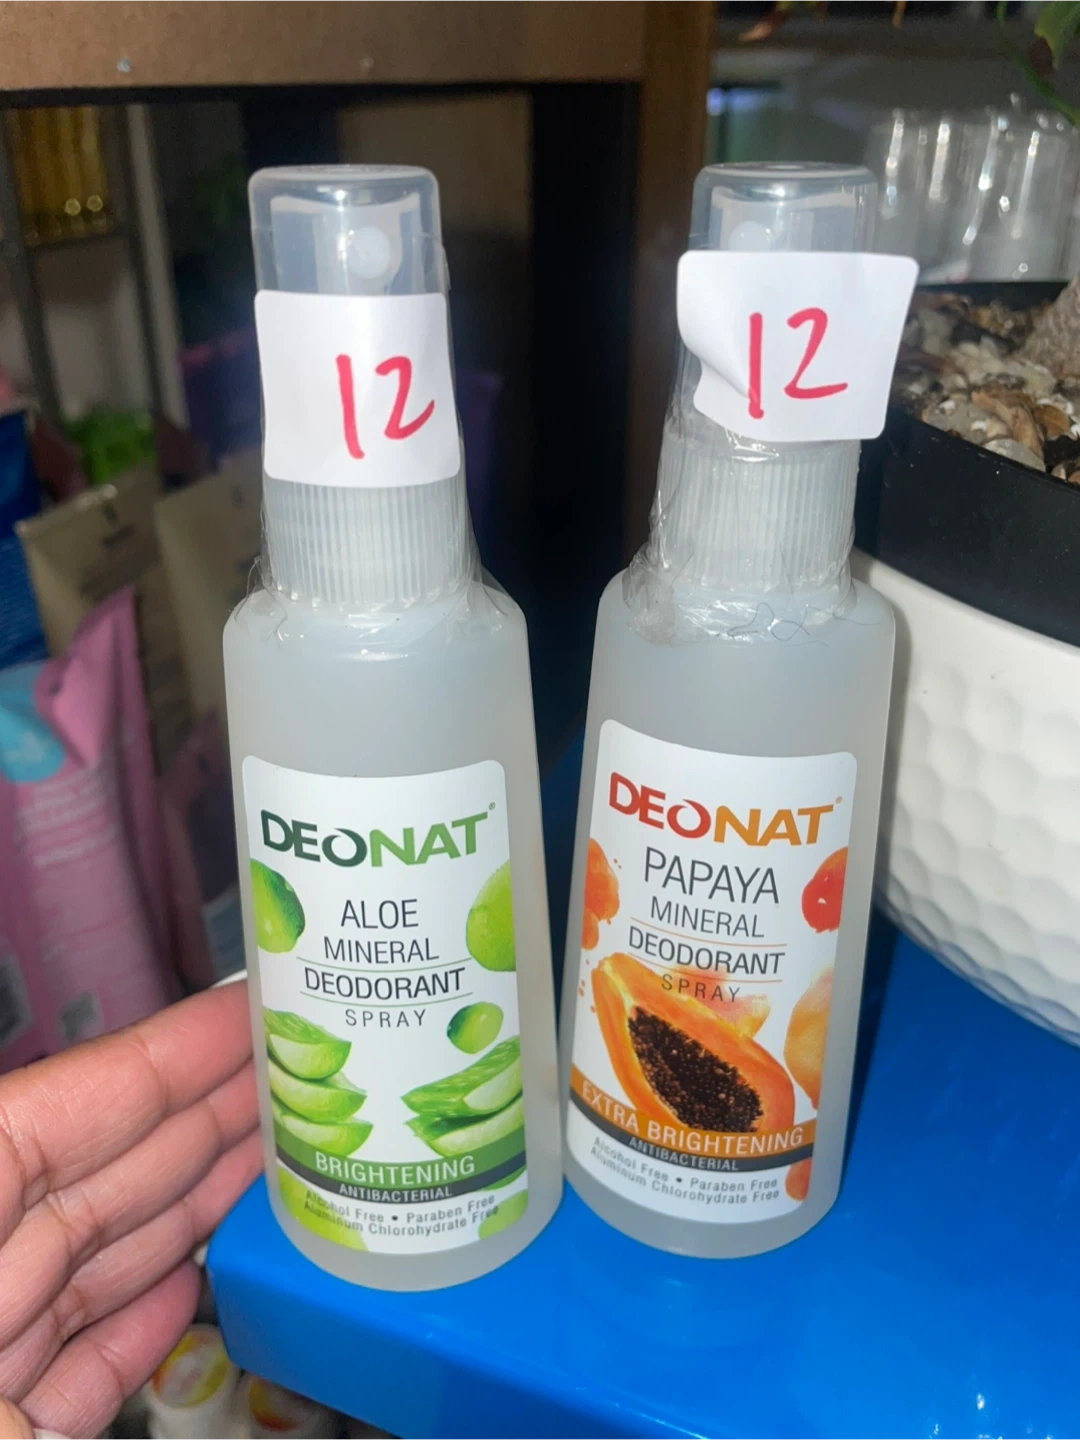 12
DEONAT®
ALOE
MINERAL
DEODORANT
SPRAY
BRIGHTENING
ANTIBACTERIAL
Alcohol Free • Paraben Free
Aluminum Chlorohydrate Free
12
DEONAT®
PAPAYA
MINERAL
DEODORANT
SPRAY
EXTRA BRIGHTENING
ANTIBACTERIAL
Alcohol Free • Paraben Free
Aluminum Chlorohydrate Free